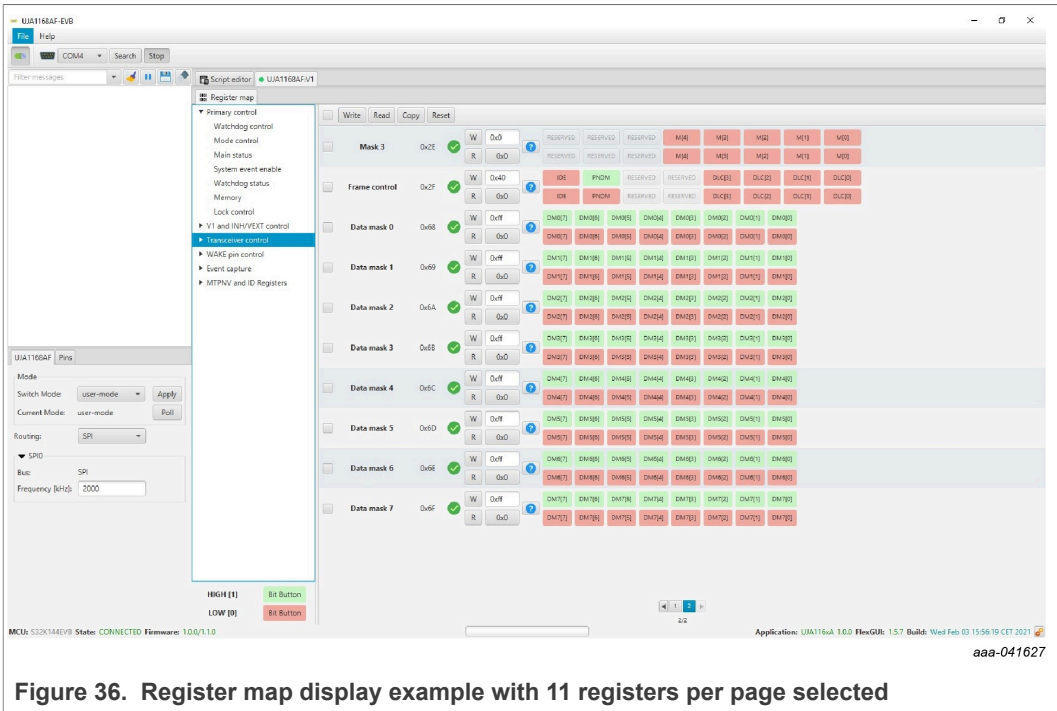 UJA1168AF-EVB
File Help
COM4 Search Stop
Filter messages
Script editor UJA1168AF/V1
Register map
Primary control
Watchdog control
Mode control
Main status
System event enable
Watchdog status
Memory
Lock control
V1 and INH/VEXT control
Transceiver control
WAKE pin control
Event capture
MTPNV and ID Registers
Write Read Copy Reset
Mask 3 0x2E
W 0x0 RESERVED RESERVED RESERVED M[4] M[3] M[2] M[1] M[0]
R 0x0 RESERVED RESERVED RESERVED M[4] M[3] M[2] M[1] M[0]
Frame control 0x2F
W 0x40 IDE PNDM RESERVED RESERVED DLC[3] DLC[2] DLC[1] DLC[0]
R 0x0 IDE PNDM RESERVED RESERVED DLC[3] DLC[2] DLC[1] DLC[0]
Data mask 0 0x68
W 0xff DM0[7] DM0[6] DM0[5] DM0[4] DM0[3] DM0[2] DM0[1] DM0[0]
R 0x0 DM0[7] DM0[6] DM0[5] DM0[4] DM0[3] DM0[2] DM0[1] DM0[0]
Data mask 1 0x69
W 0xff DM1[7] DM1[6] DM1[5] DM1[4] DM1[3] DM1[2] DM1[1] DM1[0]
R 0x0 DM1[7] DM1[6] DM1[5] DM1[4] DM1[3] DM1[2] DM1[1] DM1[0]
Data mask 2 0x6A
W 0xff DM2[7] DM2[6] DM2[5] DM2[4] DM2[3] DM2[2] DM2[1] DM2[0]
R 0x0 DM2[7] DM2[6] DM2[5] DM2[4] DM2[3] DM2[2] DM2[1] DM2[0]
Data mask 3 0x6B
W 0xff DM3[7] DM3[6] DM3[5] DM3[4] DM3[3] DM3[2] DM3[1] DM3[0]
R 0x0 DM3[7] DM3[6] DM3[5] DM3[4] DM3[3] DM3[2] DM3[1] DM3[0]
Data mask 4 0x6C
W 0xff DM4[7] DM4[6] DM4[5] DM4[4] DM4[3] DM4[2] DM4[1] DM4[0]
R 0x0 DM4[7] DM4[6] DM4[5] DM4[4] DM4[3] DM4[2] DM4[1] DM4[0]
Data mask 5 0x6D
W 0xff DM5[7] DM5[6] DM5[5] DM5[4] DM5[3] DM5[2] DM5[1] DM5[0]
R 0x0 DM5[7] DM5[6] DM5[5] DM5[4] DM5[3] DM5[2] DM5[1] DM5[0]
Data mask 6 0x6E
W 0xff DM6[7] DM6[6] DM6[5] DM6[4] DM6[3] DM6[2] DM6[1] DM6[0]
R 0x0 DM6[7] DM6[6] DM6[5] DM6[4] DM6[3] DM6[2] DM6[1] DM6[0]
Data mask 7 0x6F
W 0xff DM7[7] DM7[6] DM7[5] DM7[4] DM7[3] DM7[2] DM7[1] DM7[0]
R 0x0 DM7[7] DM7[6] DM7[5] DM7[4] DM7[3] DM7[2] DM7[1] DM7[0]
UJA1168AF Pins
Mode
Switch Mode: user-mode Apply
Current Mode: user-mode Poll
Routing: SPI
SPI0
Bus: SPI
Frequency [kHz]: 2000
HIGH [1] Bit Button
LOW [0] Bit Button
1 2
2/2
MCU: S32K144EVB State: CONNECTED Firmware: 1.0.0/1.1.0 Application: UJA116xA 1.0.0 FlexGUI: 1.5.7 Build: Wed Feb 03 15:56:19 CET 2021
aaa-041627
Figure 36. Register map display example with 11 registers per page selected